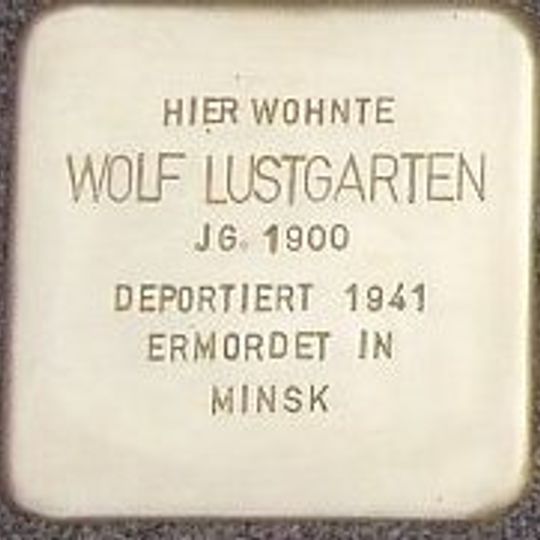 HIER WOHNTE
WOLF LUSTGARTEN
JG. 1900
DEPORTIERT 1941
ERMORDET IN
MINSK